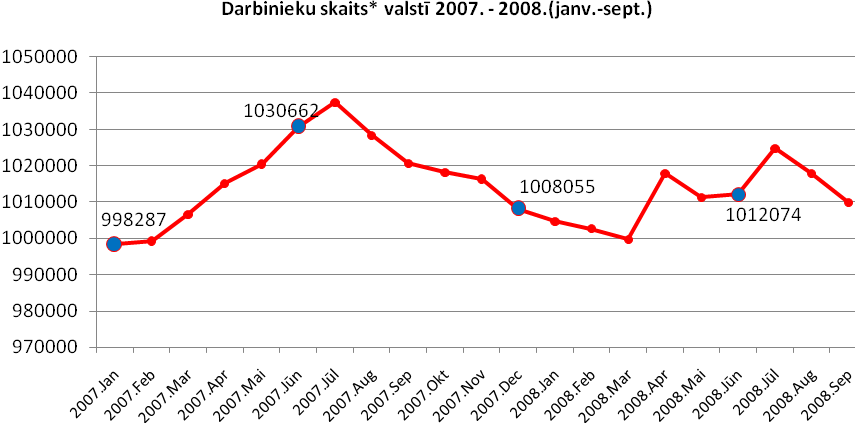 Darbinieku skaits* valstī 2007. - 2008.(janv.-sept.)
1050000
1040000
1030000
1020000
1010000
1000000
990000
980000
970000
998287
1030662
1008055
1012074
2007.Jan
2007.Feb
2007.Mar
2007.Apr
2007.Mai
2007.Jūn
2007.Jūl
2007.Aug
2007.Sep
2007.Okt
2007.Nov
2007.Dec
2008.Jan
2008.Feb
2008.Mar
2008.Apr
2008.Mai
2008.Jūn
2008.Jūl
2008.Aug
2008.Sep